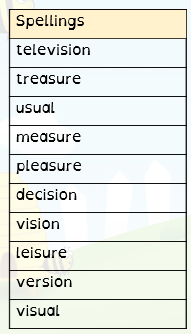 Spellings
television
treasure
usual
measure
pleasure
decision
vision
leisure
version
visual